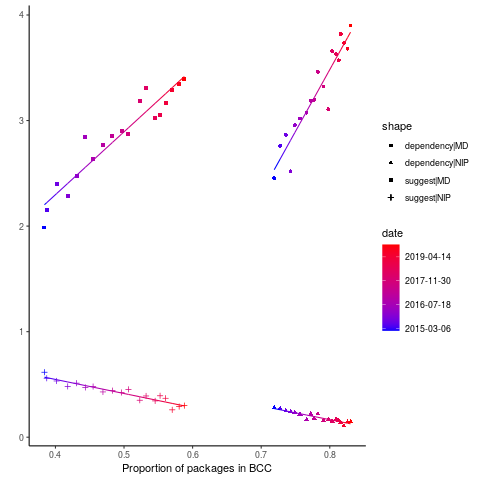 4
3
2
1
0
0.4 0.5 0.6 0.7 0.8
Proportion of packages in BCC
shape
dependency|MD
dependency|NIP
suggest|MD
suggest|NIP
date
2019-04-14
2017-11-30
2016-07-18
2015-03-06